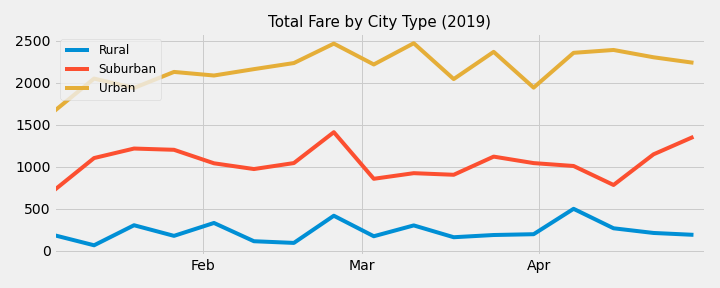 Total Fare by City Type (2019)
2500
2000
1500
1000
500
0
Rural
Suburban
Urban
Feb
Mar
Apr